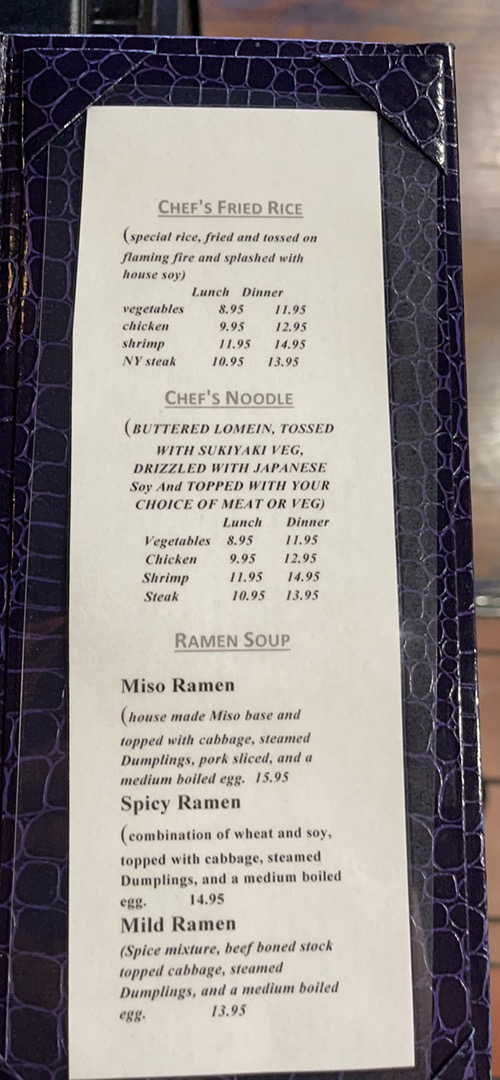 CHEF'S FRIED RICE
(special rice, fried and tossed on
flaming fire and splashed with
house soy)
Lunch Dinner
vegetables 8.95 11.95
chicken 9.95 12.95
shrimp 11.95 14.95
NY steak 10.95 13.95
CHEF'S NOODLE
(BUTTERED LOMEIN, TOSSED
WITH SUKIYAKI VEG,
DRIZZLED WITH JAPANESE
Soy And TOPPED WITH YOUR
CHOICE OF MEAT OR VEG)
Lunch Dinner
Vegetables 8.95 11.95
Chicken 9.95 12.95
Shrimp 11.95 14.95
Steak 10.95 13.95
RAMEN SOUP
Miso Ramen
(house made Miso base and
topped with cabbage, steamed
Dumplings, pork sliced, and a
medium boiled egg. 15.95
Spicy Ramen
(combination of wheat and soy,
topped with cabbage, steamed
Dumplings, and a medium boiled
egg. 14.95
Mild Ramen
(Spice mixture, beef boned stock
topped cabbage, steamed
Dumplings, and a medium boiled
egg. 13.95